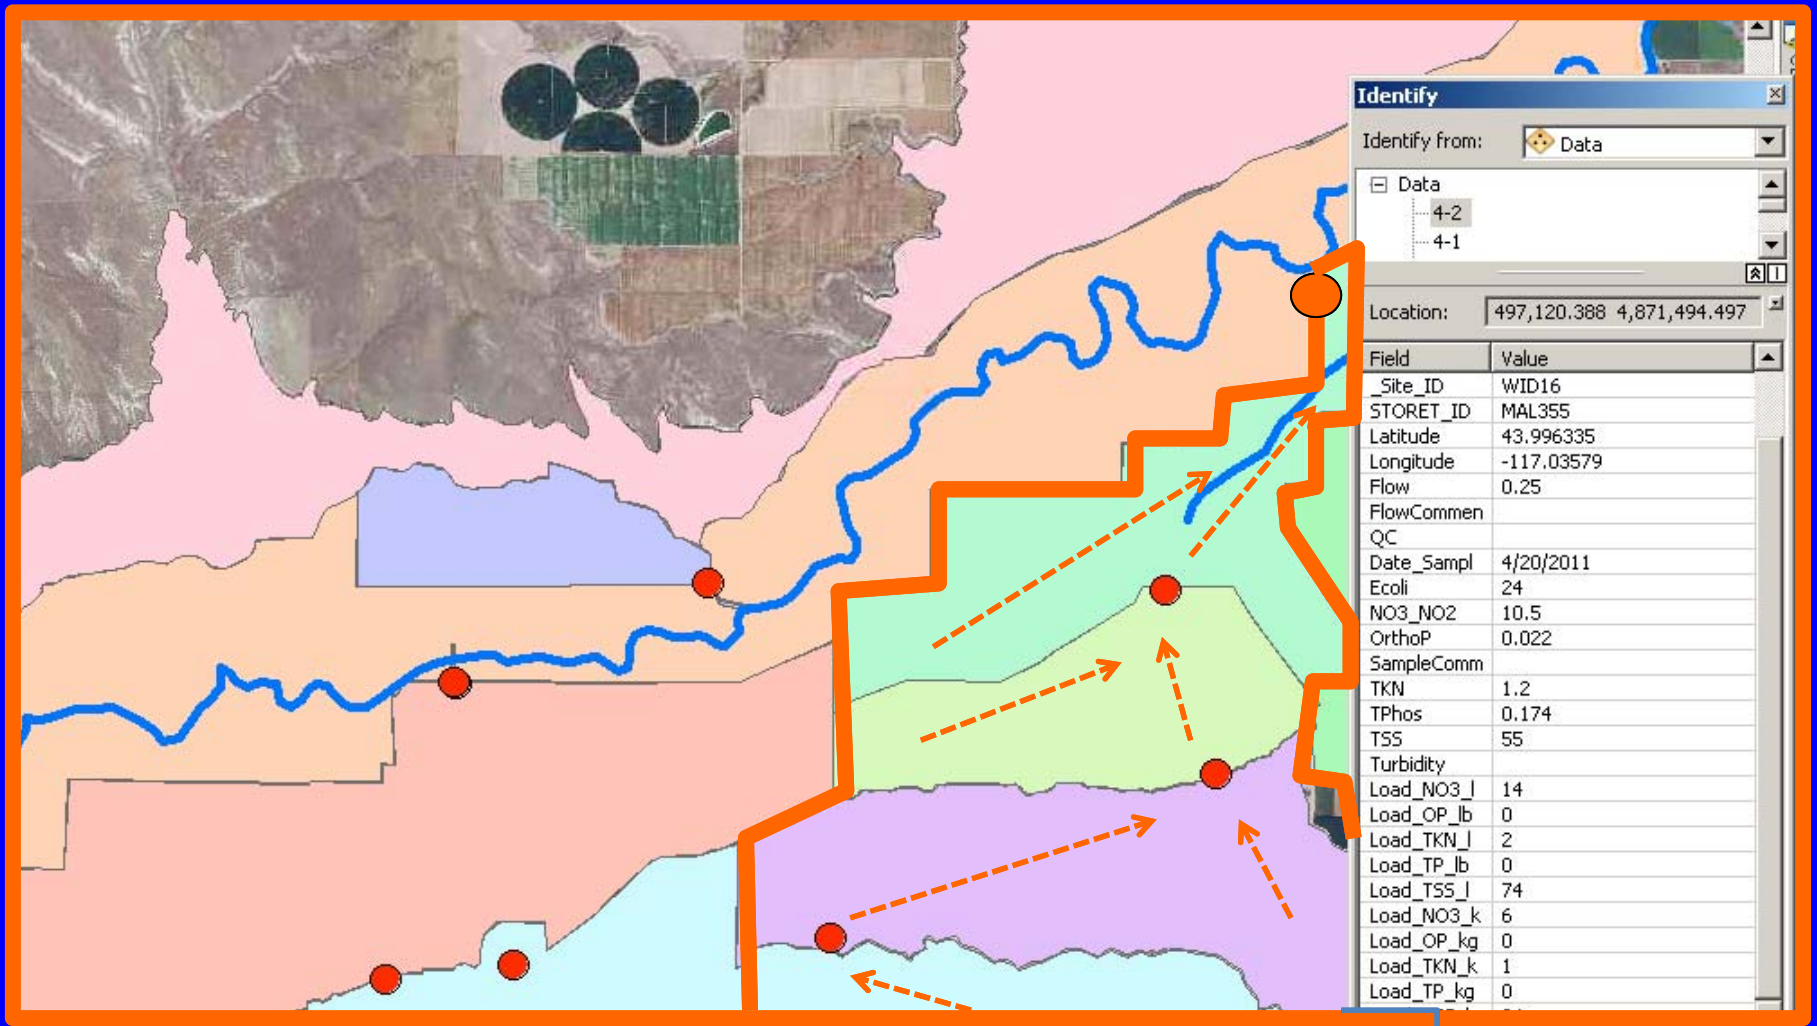 Identify
Identify from: Data
Data
4-2
4-1
Location: 497,120.388 4,871,494.497
Field Value
_Site_ID WID16
STORET_ID MAL355
Latitude 43.996335
Longitude -117.03579
Flow 0.25
FlowCommen
QC
Date_Sampl 4/20/2011
Ecoli 24
NO3_NO2 10.5
OrthoP 0.022
SampleComm
TKN 1.2
TPhos 0.174
TSS 55
Turbidity
Load_NO3_l 14
Load_OP_lb 0
Load_TKN_l 2
Load_TP_lb 0
Load_TSS_l 74
Load_NO3_k 6
Load_OP_kg 0
Load_TKN_k 1
Load_TP_kg 0